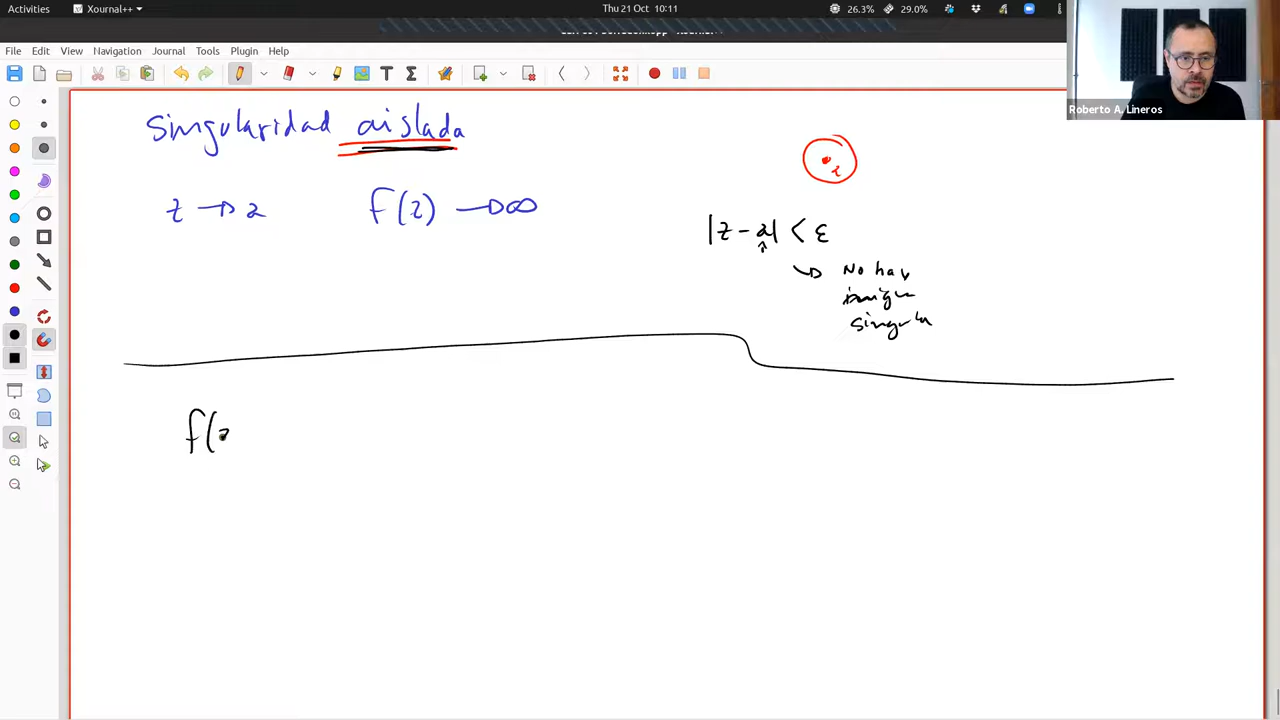 Activities
Xournal++
Thu 21 Oct 10:11
26.3%
29.0%
File Edit View Navigation Journal Tools Plugin Help
Roberto A. Lineros
Singularidad aislada
z → a f(z) → ∞
a
|z - a| < ε
No hay
singula
f(z